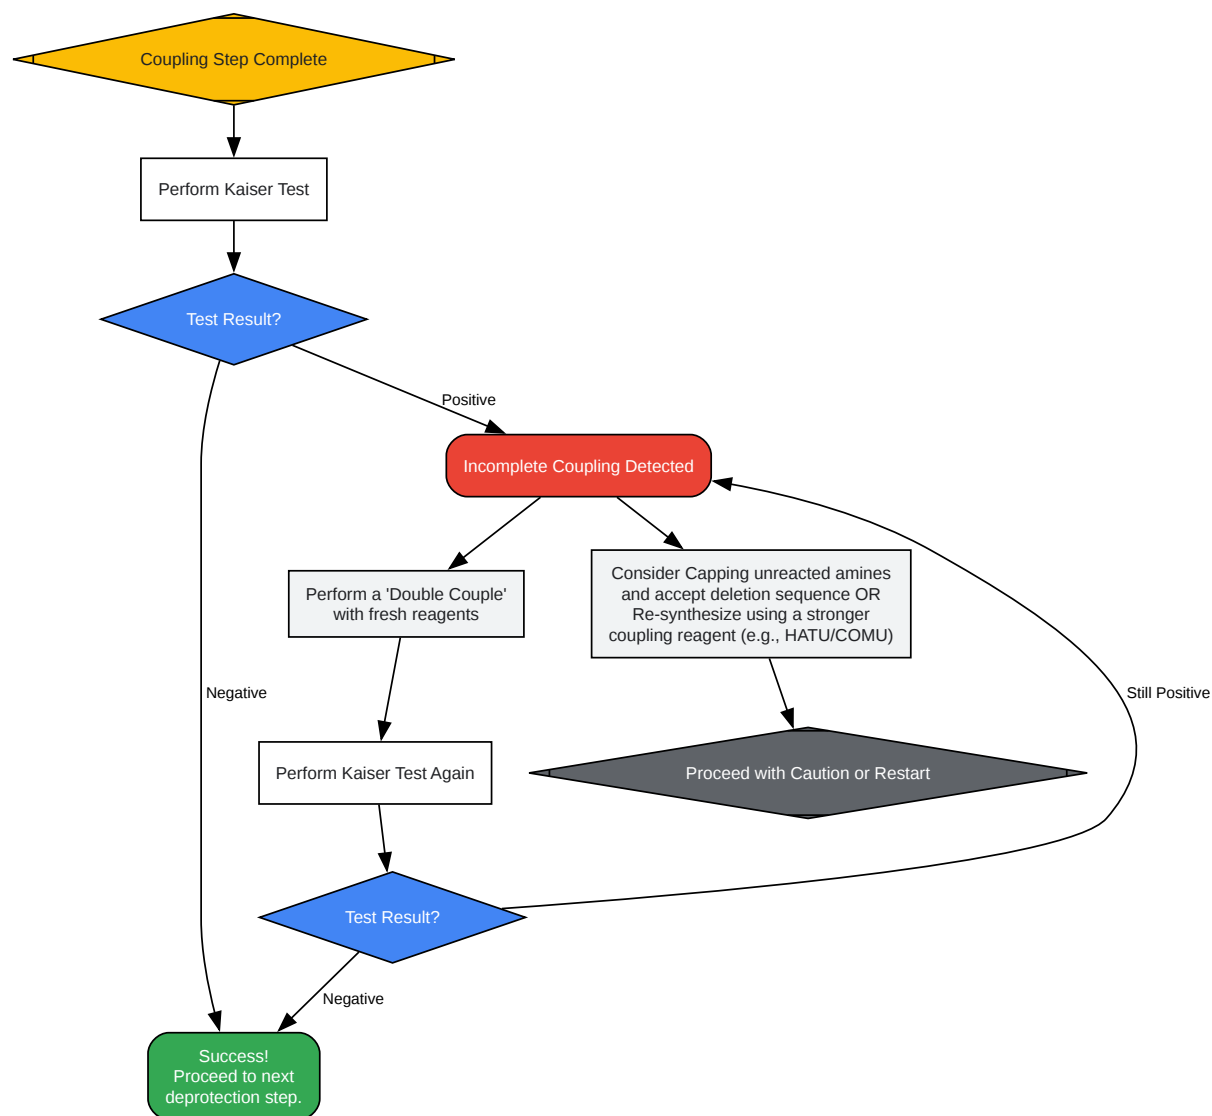 Coupling Step Complete
Perform Kaiser Test
Test Result?
Positive
Incomplete Coupling Detected
Perform a 'Double Couple'
with fresh reagents
Consider Capping unreacted amines
and accept deletion sequence OR
Re-synthesize using a stronger
coupling reagent (e.g., HATU/COMU)
Negative
Still Positive
Perform Kaiser Test Again
Proceed with Caution or Restart
Test Result?
Negative
Success!
Proceed to next
deprotection step.